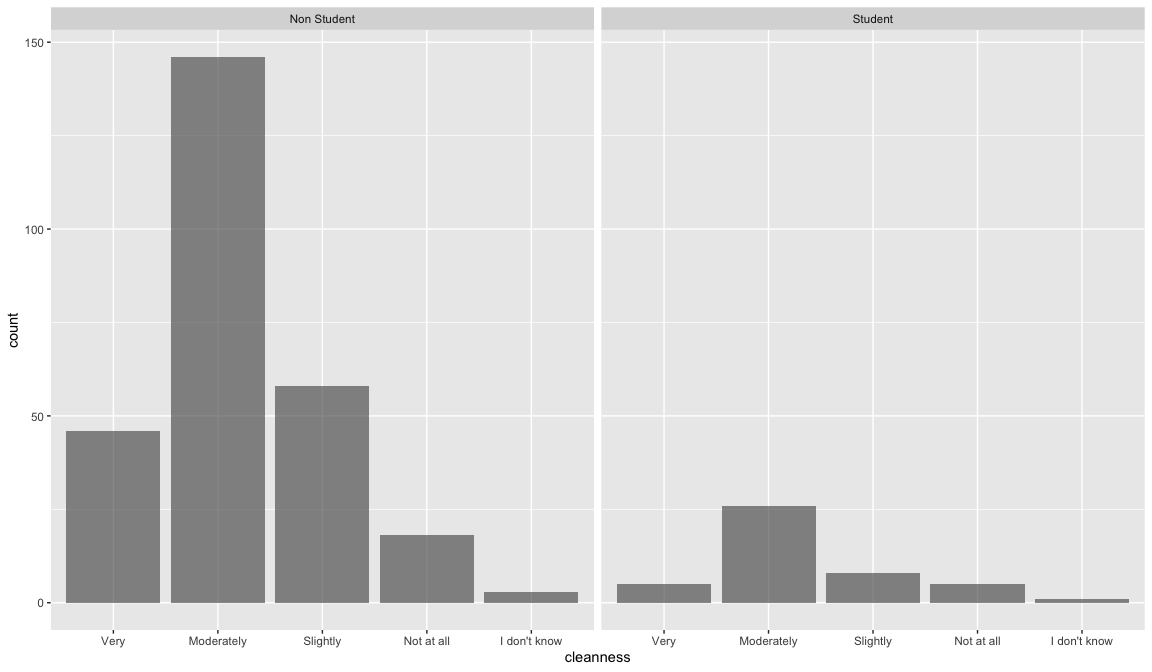 Non Student
Student
150
100
50
0
count
Very Moderately Slightly Not at all I don't know
Very Moderately Slightly Not at all I don't know
cleanness